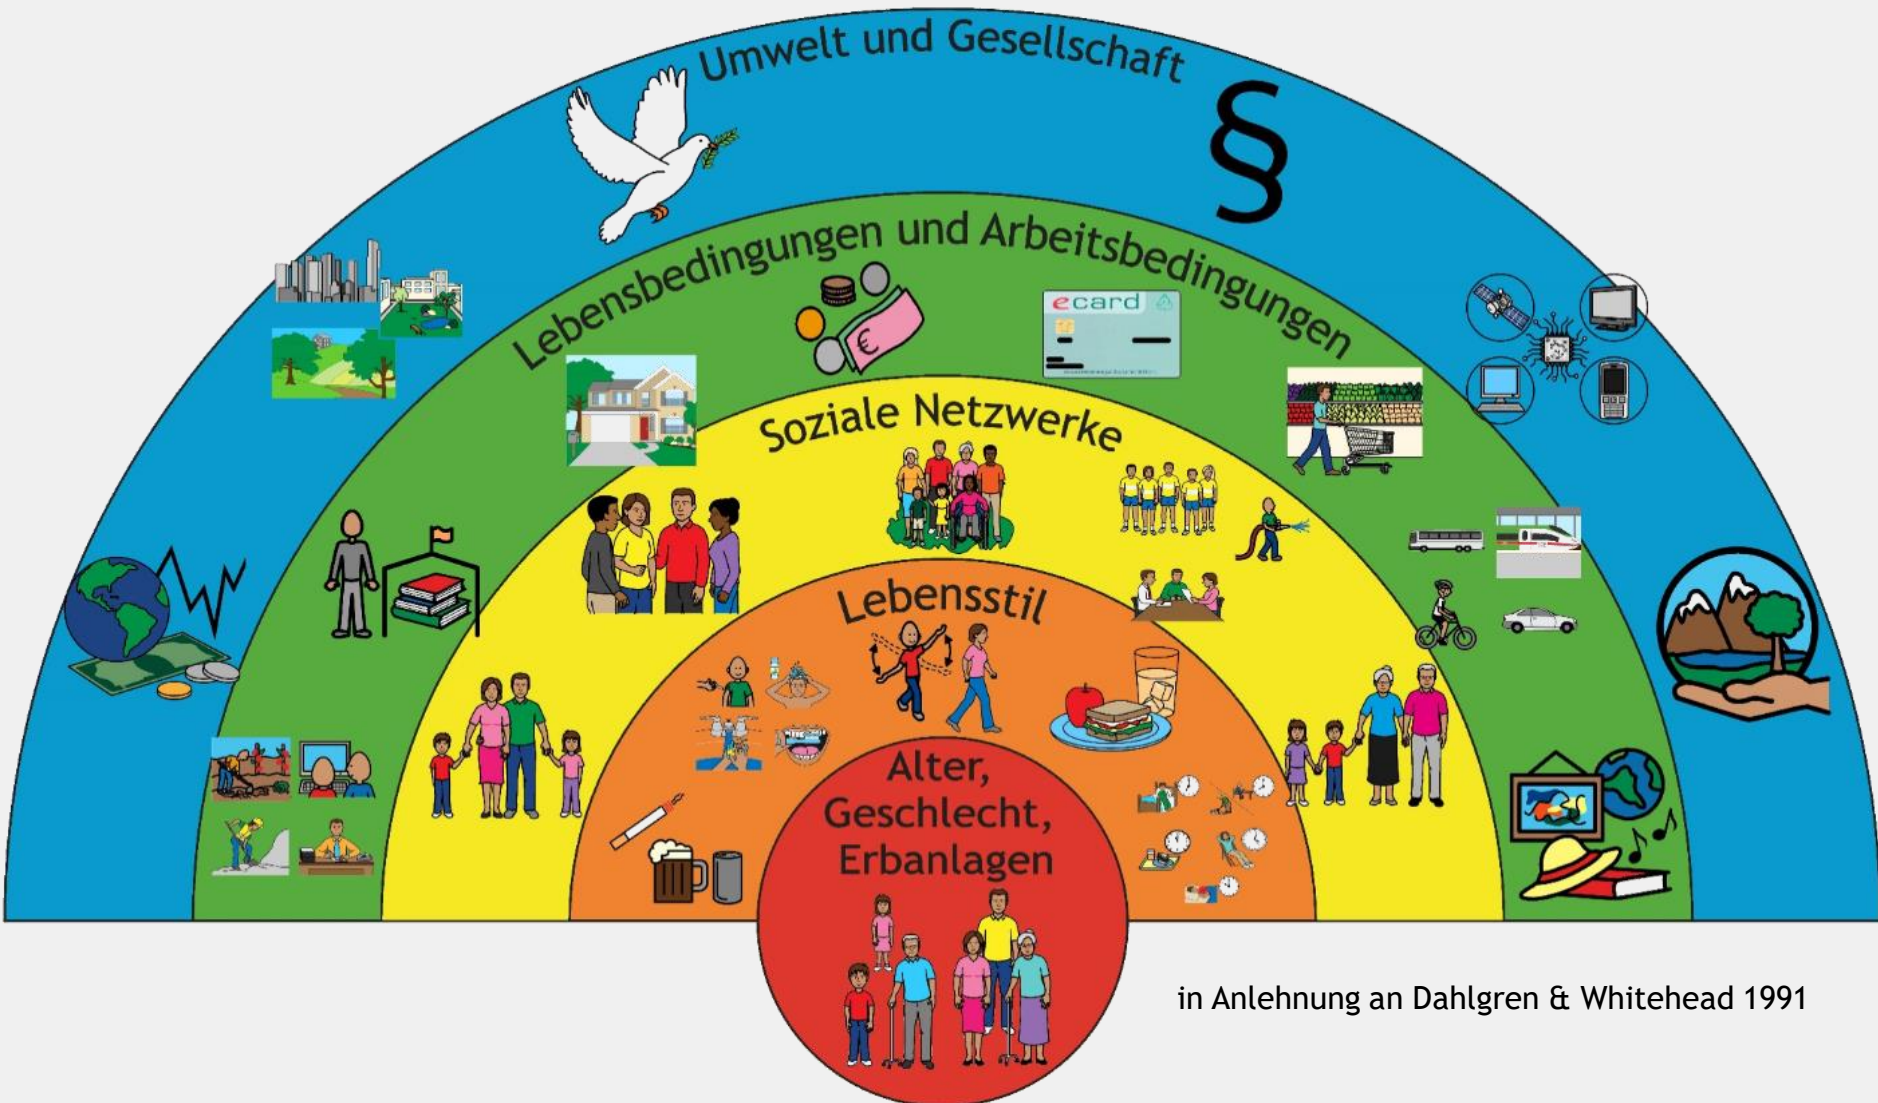 Umwelt und Gesellschaft
§
Lebensbedingungen und Arbeitsbedingungen
€
ecard
Soziale Netzwerke
Lebensstil
Alter,
Geschlecht,
Erbanlagen
in Anlehnung an Dahlgren & Whitehead 1991